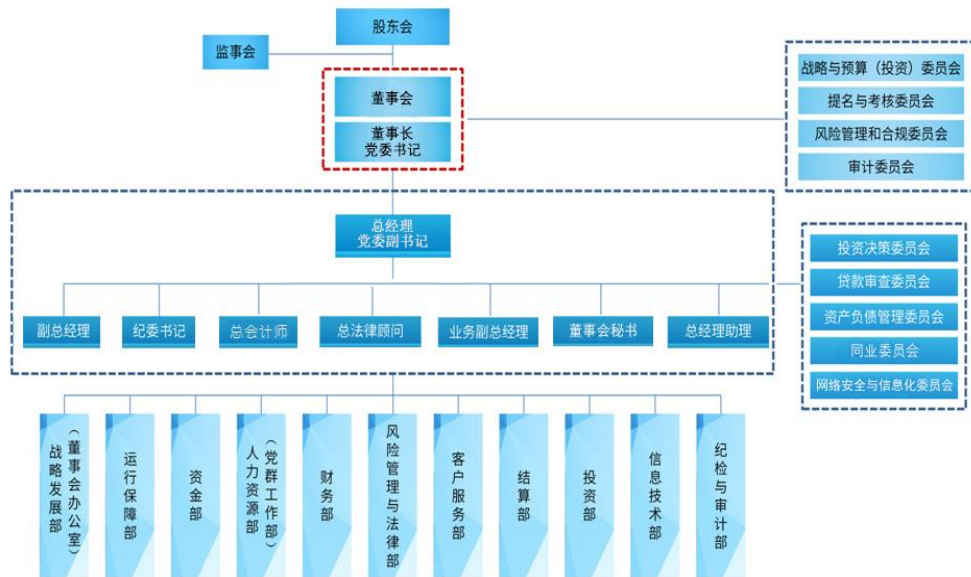 股东会
监事会
董事会
董事长
党委书记
战略与预算（投资）委员会
提名与考核委员会
风险管理和合规委员会
审计委员会
总经理
党委副书记
投资决策委员会
贷款审查委员会
资产负债管理委员会
同业委员会
网络安全与信息化委员会
副总经理
纪委书记
总会计师
总法律顾问
业务副总经理
董事会秘书
总经理助理
（董事会办公室）
战略发展部
运行保障部
资金部
（党群工作部）
人力资源部
财务部
风险管理与法律部
客户服务部
结算部
投资部
信息技术部
纪检与审计部